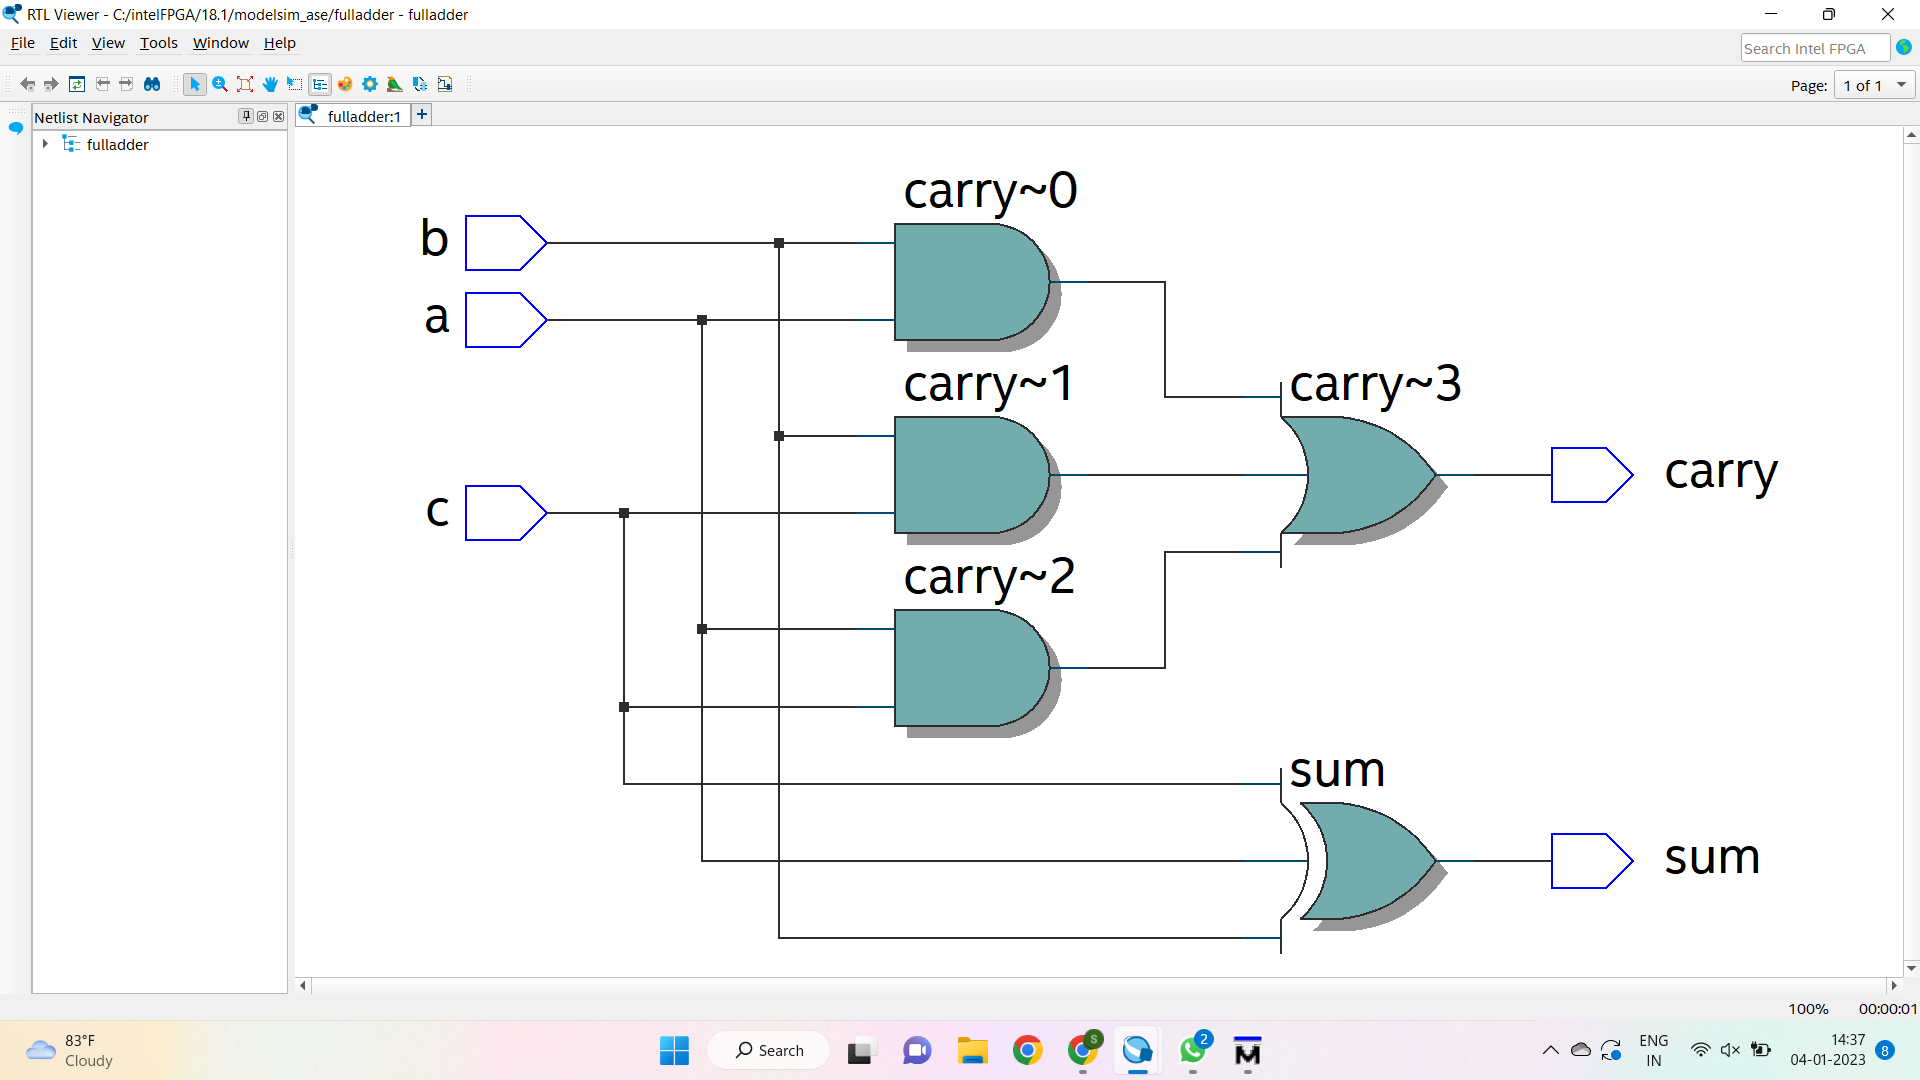 RTL Viewer - C:/intelFPGA/18.1/modelsim_ase/fulladder - fulladder
File Edit View Tools Window Help
Search Intel FPGA
Page: 1 of 1
Netlist Navigator
fulladder:1
+
fulladder
carry~0
b
a
carry~1
carry~3
carry
c
carry~2
sum
sum
100% 00:00:01
83°F
Cloudy
Search
S
2
M
ENG
IN
14:37
04-01-2023
8